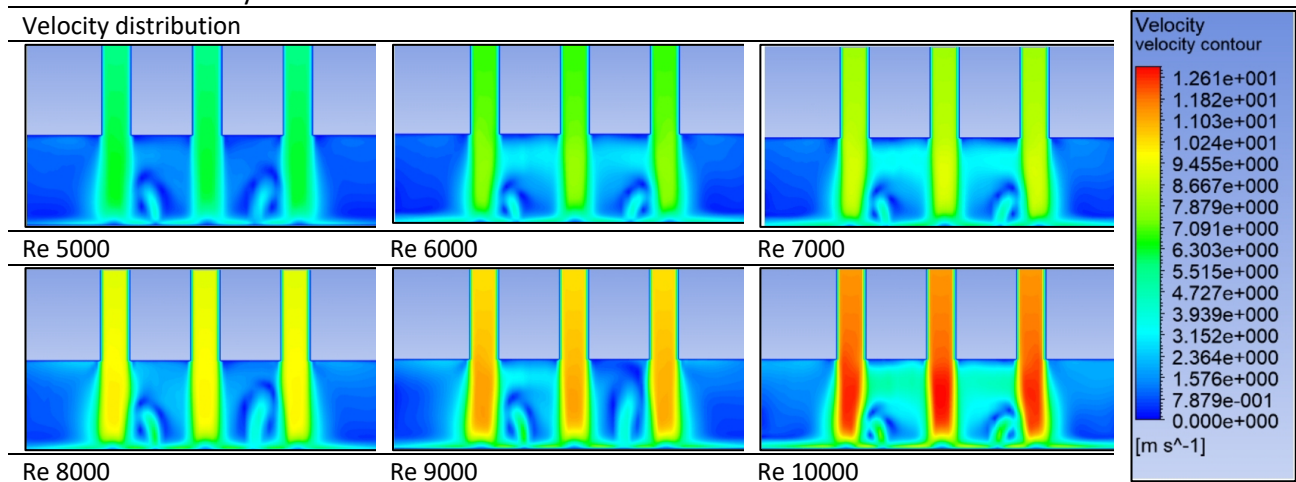 Velocity distribution
Re 5000
Re 6000
Re 7000
Re 8000
Re 9000
Re 10000
Velocity
velocity contour
1.261e+001
1.182e+001
1.103e+001
1.024e+001
9.455e+000
8.667e+000
7.879e+000
7.091e+000
6.303e+000
5.515e+000
4.727e+000
3.939e+000
3.152e+000
2.364e+000
1.576e+000
7.879e-001
0.000e+000
[m s^-1]